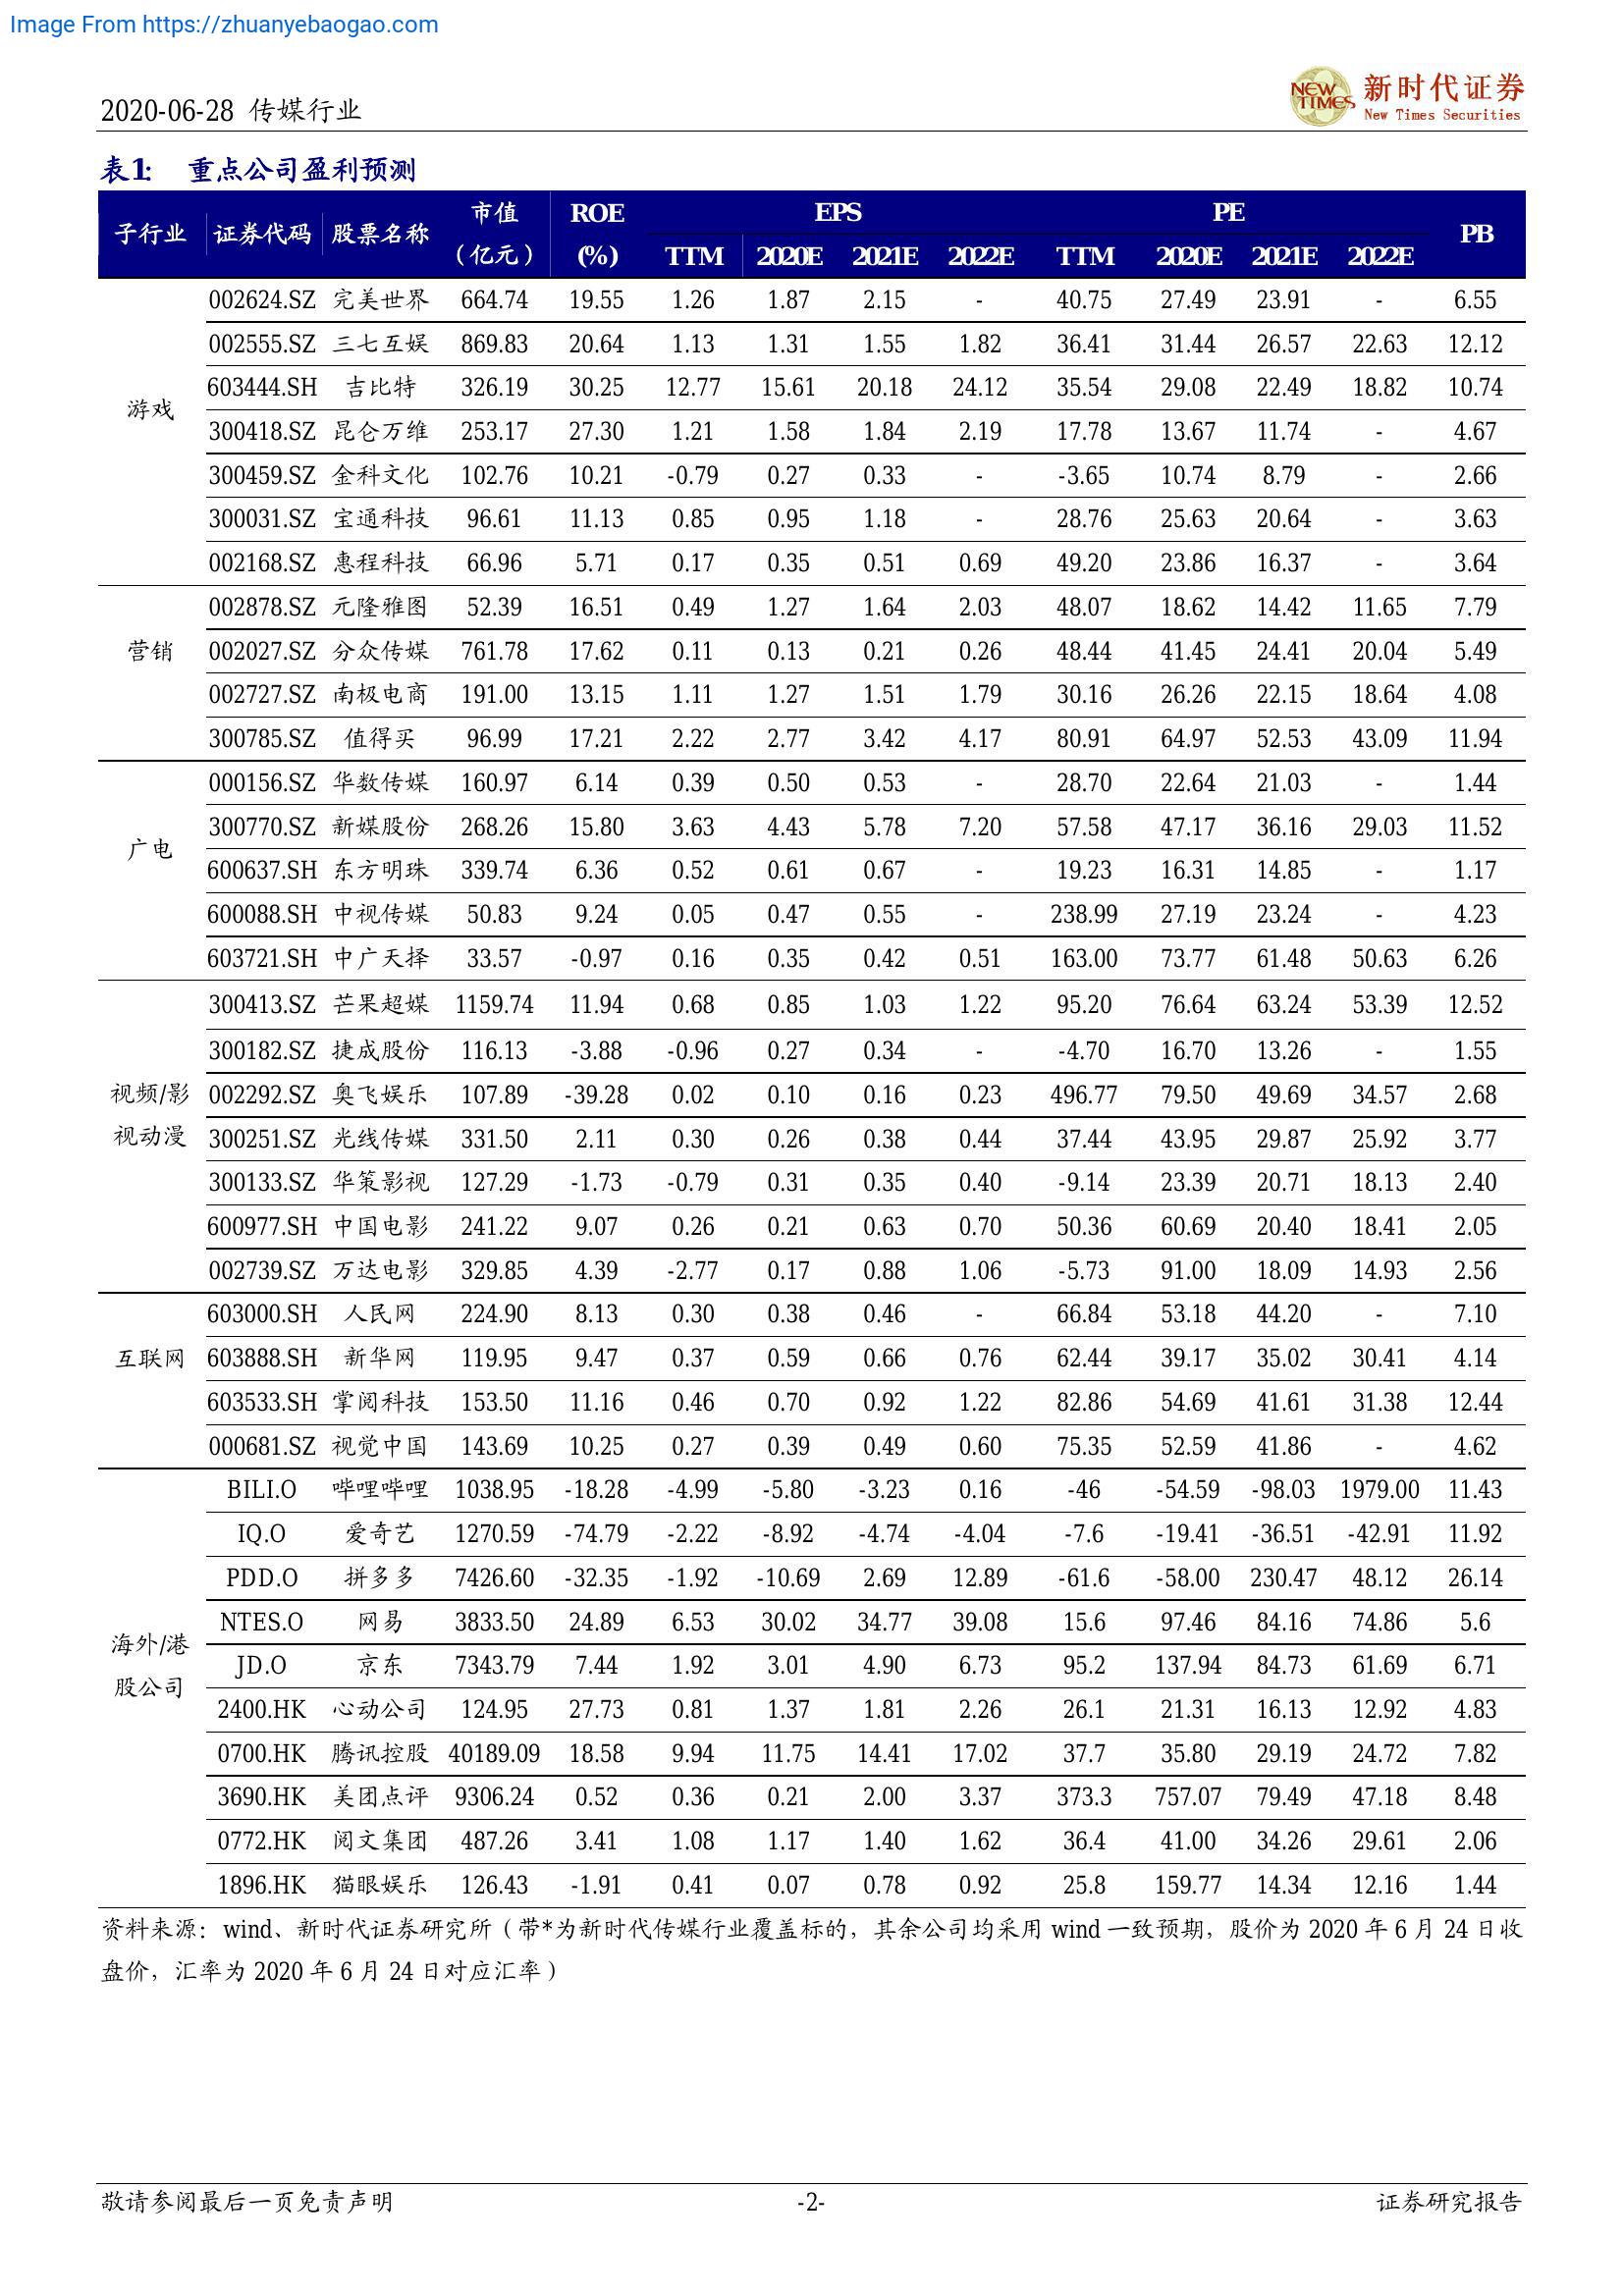 Image From https://zhuanyebaogao.com
2020-06-28 传媒行业
NEW TIMES 新时代证券
New Times Securities
表1: 重点公司盈利预测
子行业 证券代码 股票名称 市值（亿元） ROE (%) EPS PE PB
TTM 2020E 2021E 2022E TTM 2020E 2021E 2022E
游戏
002624.SZ 完美世界 664.74 19.55 1.26 1.87 2.15 - 40.75 27.49 23.91 - 6.55
002555.SZ 三七互娱 869.83 20.64 1.13 1.31 1.55 1.82 36.41 31.44 26.57 22.63 12.12
603444.SH 吉比特 326.19 30.25 12.77 15.61 20.18 24.12 35.54 29.08 22.49 18.82 10.74
300418.SZ 昆仑万维 253.17 27.30 1.21 1.58 1.84 2.19 17.78 13.67 11.74 - 4.67
300459.SZ 金科文化 102.76 10.21 -0.79 0.27 0.33 - -3.65 10.74 8.79 - 2.66
300031.SZ 宝通科技 96.61 11.13 0.85 0.95 1.18 - 28.76 25.63 20.64 - 3.63
002168.SZ 惠程科技 66.96 5.71 0.17 0.35 0.51 0.69 49.20 23.86 16.37 - 3.64
营销
002878.SZ 元隆雅图 52.39 16.51 0.49 1.27 1.64 2.03 48.07 18.62 14.42 11.65 7.79
002027.SZ 分众传媒 761.78 17.62 0.11 0.13 0.21 0.26 48.44 41.45 24.41 20.04 5.49
002727.SZ 南极电商 191.00 13.15 1.11 1.27 1.51 1.79 30.16 26.26 22.15 18.64 4.08
300785.SZ 值得买 96.99 17.21 2.22 2.77 3.42 4.17 80.91 64.97 52.53 43.09 11.94
广电
000156.SZ 华数传媒 160.97 6.14 0.39 0.50 0.53 - 28.70 22.64 21.03 - 1.44
300770.SZ 新媒股份 268.26 15.80 3.63 4.43 5.78 7.20 57.58 47.17 36.16 29.03 11.52
600637.SH 东方明珠 339.74 6.36 0.52 0.61 0.67 - 19.23 16.31 14.85 - 1.17
600088.SH 中视传媒 50.83 9.24 0.05 0.47 0.55 - 238.99 27.19 23.24 - 4.23
603721.SH 中广天择 33.57 -0.97 0.16 0.35 0.42 0.51 163.00 73.77 61.48 50.63 6.26
视频/影视动漫
300413.SZ 芒果超媒 1159.74 11.94 0.68 0.85 1.03 1.22 95.20 76.64 63.24 53.39 12.52
300182.SZ 捷成股份 116.13 -3.88 -0.96 0.27 0.34 - -4.70 16.70 13.26 - 1.55
002292.SZ 奥飞娱乐 107.89 -39.28 0.02 0.10 0.16 0.23 496.77 79.50 49.69 34.57 2.68
300251.SZ 光线传媒 331.50 2.11 0.30 0.26 0.38 0.44 37.44 43.95 29.87 25.92 3.77
300133.SZ 华策影视 127.29 -1.73 -0.79 0.31 0.35 0.40 -9.14 23.39 20.71 18.13 2.40
600977.SH 中国电影 241.22 9.07 0.26 0.21 0.63 0.70 50.36 60.69 20.40 18.41 2.05
002739.SZ 万达电影 329.85 4.39 -2.77 0.17 0.88 1.06 -5.73 91.00 18.09 14.93 2.56
互联网
603000.SH 人民网 224.90 8.13 0.30 0.38 0.46 - 66.84 53.18 44.20 - 7.10
603888.SH 新华网 119.95 9.47 0.37 0.59 0.66 0.76 62.44 39.17 35.02 30.41 4.14
603533.SH 掌阅科技 153.50 11.16 0.46 0.70 0.92 1.22 82.86 54.69 41.61 31.38 12.44
000681.SZ 视觉中国 143.69 10.25 0.27 0.39 0.49 0.60 75.35 52.59 41.86 - 4.62
海外/港股公司
BILI.O 哔哩哔哩 1038.95 -18.28 -4.99 -5.80 -3.23 0.16 -46 -54.59 -98.03 1979.00 11.43
IQ.O 爱奇艺 1270.59 -74.79 -2.22 -8.92 -4.74 -4.04 -7.6 -19.41 -36.51 -42.91 11.92
PDD.O 拼多多 7426.60 -32.35 -1.92 -10.69 2.69 12.89 -61.6 -58.00 230.47 48.12 26.14
NTES.O 网易 3833.50 24.89 6.53 30.02 34.77 39.08 15.6 97.46 84.16 74.86 5.6
JD.O 京东 7343.79 7.44 1.92 3.01 4.90 6.73 95.2 137.94 84.73 61.69 6.71
2400.HK 心动公司 124.95 27.73 0.81 1.37 1.81 2.26 26.1 21.31 16.13 12.92 4.83
0700.HK 腾讯控股 40189.09 18.58 9.94 11.75 14.41 17.02 37.7 35.80 29.19 24.72 7.82
3690.HK 美团点评 9306.24 0.52 0.36 0.21 2.00 3.37 373.3 757.07 79.49 47.18 8.48
0772.HK 阅文集团 487.26 3.41 1.08 1.17 1.40 1.62 36.4 41.00 34.26 29.61 2.06
1896.HK 猫眼娱乐 126.43 -1.91 0.41 0.07 0.78 0.92 25.8 159.77 14.34 12.16 1.44
资料来源：wind、新时代证券研究所（带*为新时代传媒行业覆盖标的，其余公司均采用 wind 一致预期，股价为 2020 年 6 月 24 日收
盘价，汇率为 2020 年 6 月 24 日对应汇率）
敬请参阅最后一页免责声明 -2- 证券研究报告